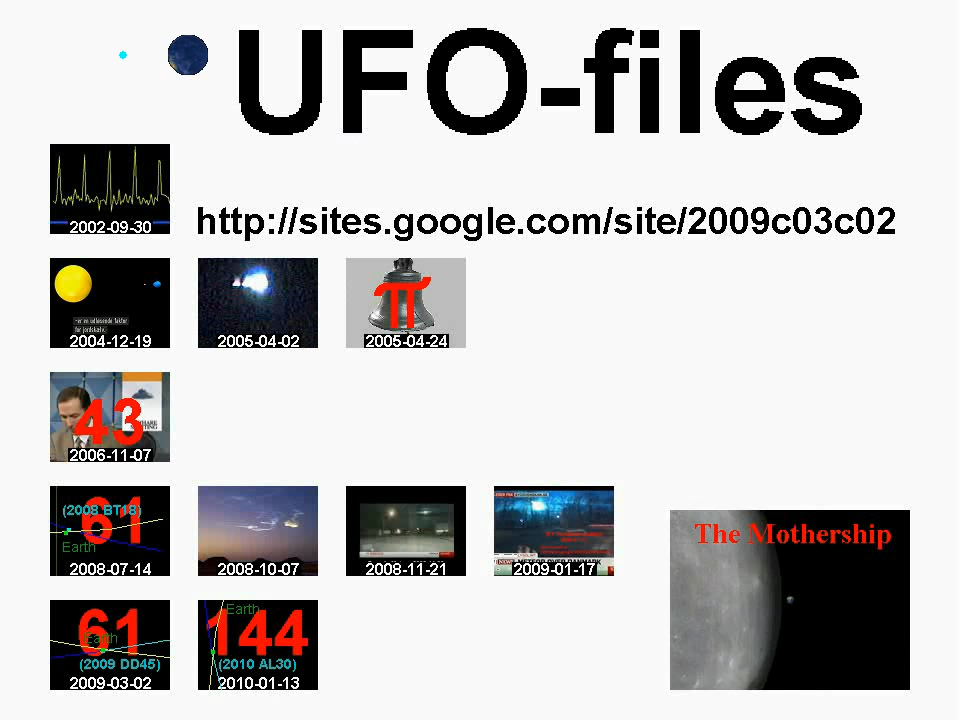 UFO-files
2002-09-30
http://sites.google.com/site/2009c03c02
2004-12-19
2005-04-02
π
2005-04-24
43
2006-11-07
61
(2008 BT18)
Earth
2008-07-14
2008-10-07
2008-11-21
2009-01-17
The Mothership
61
Earth
(2009 DD45)
2009-03-02
Earth
144
(2010 AL30)
2010-01-13